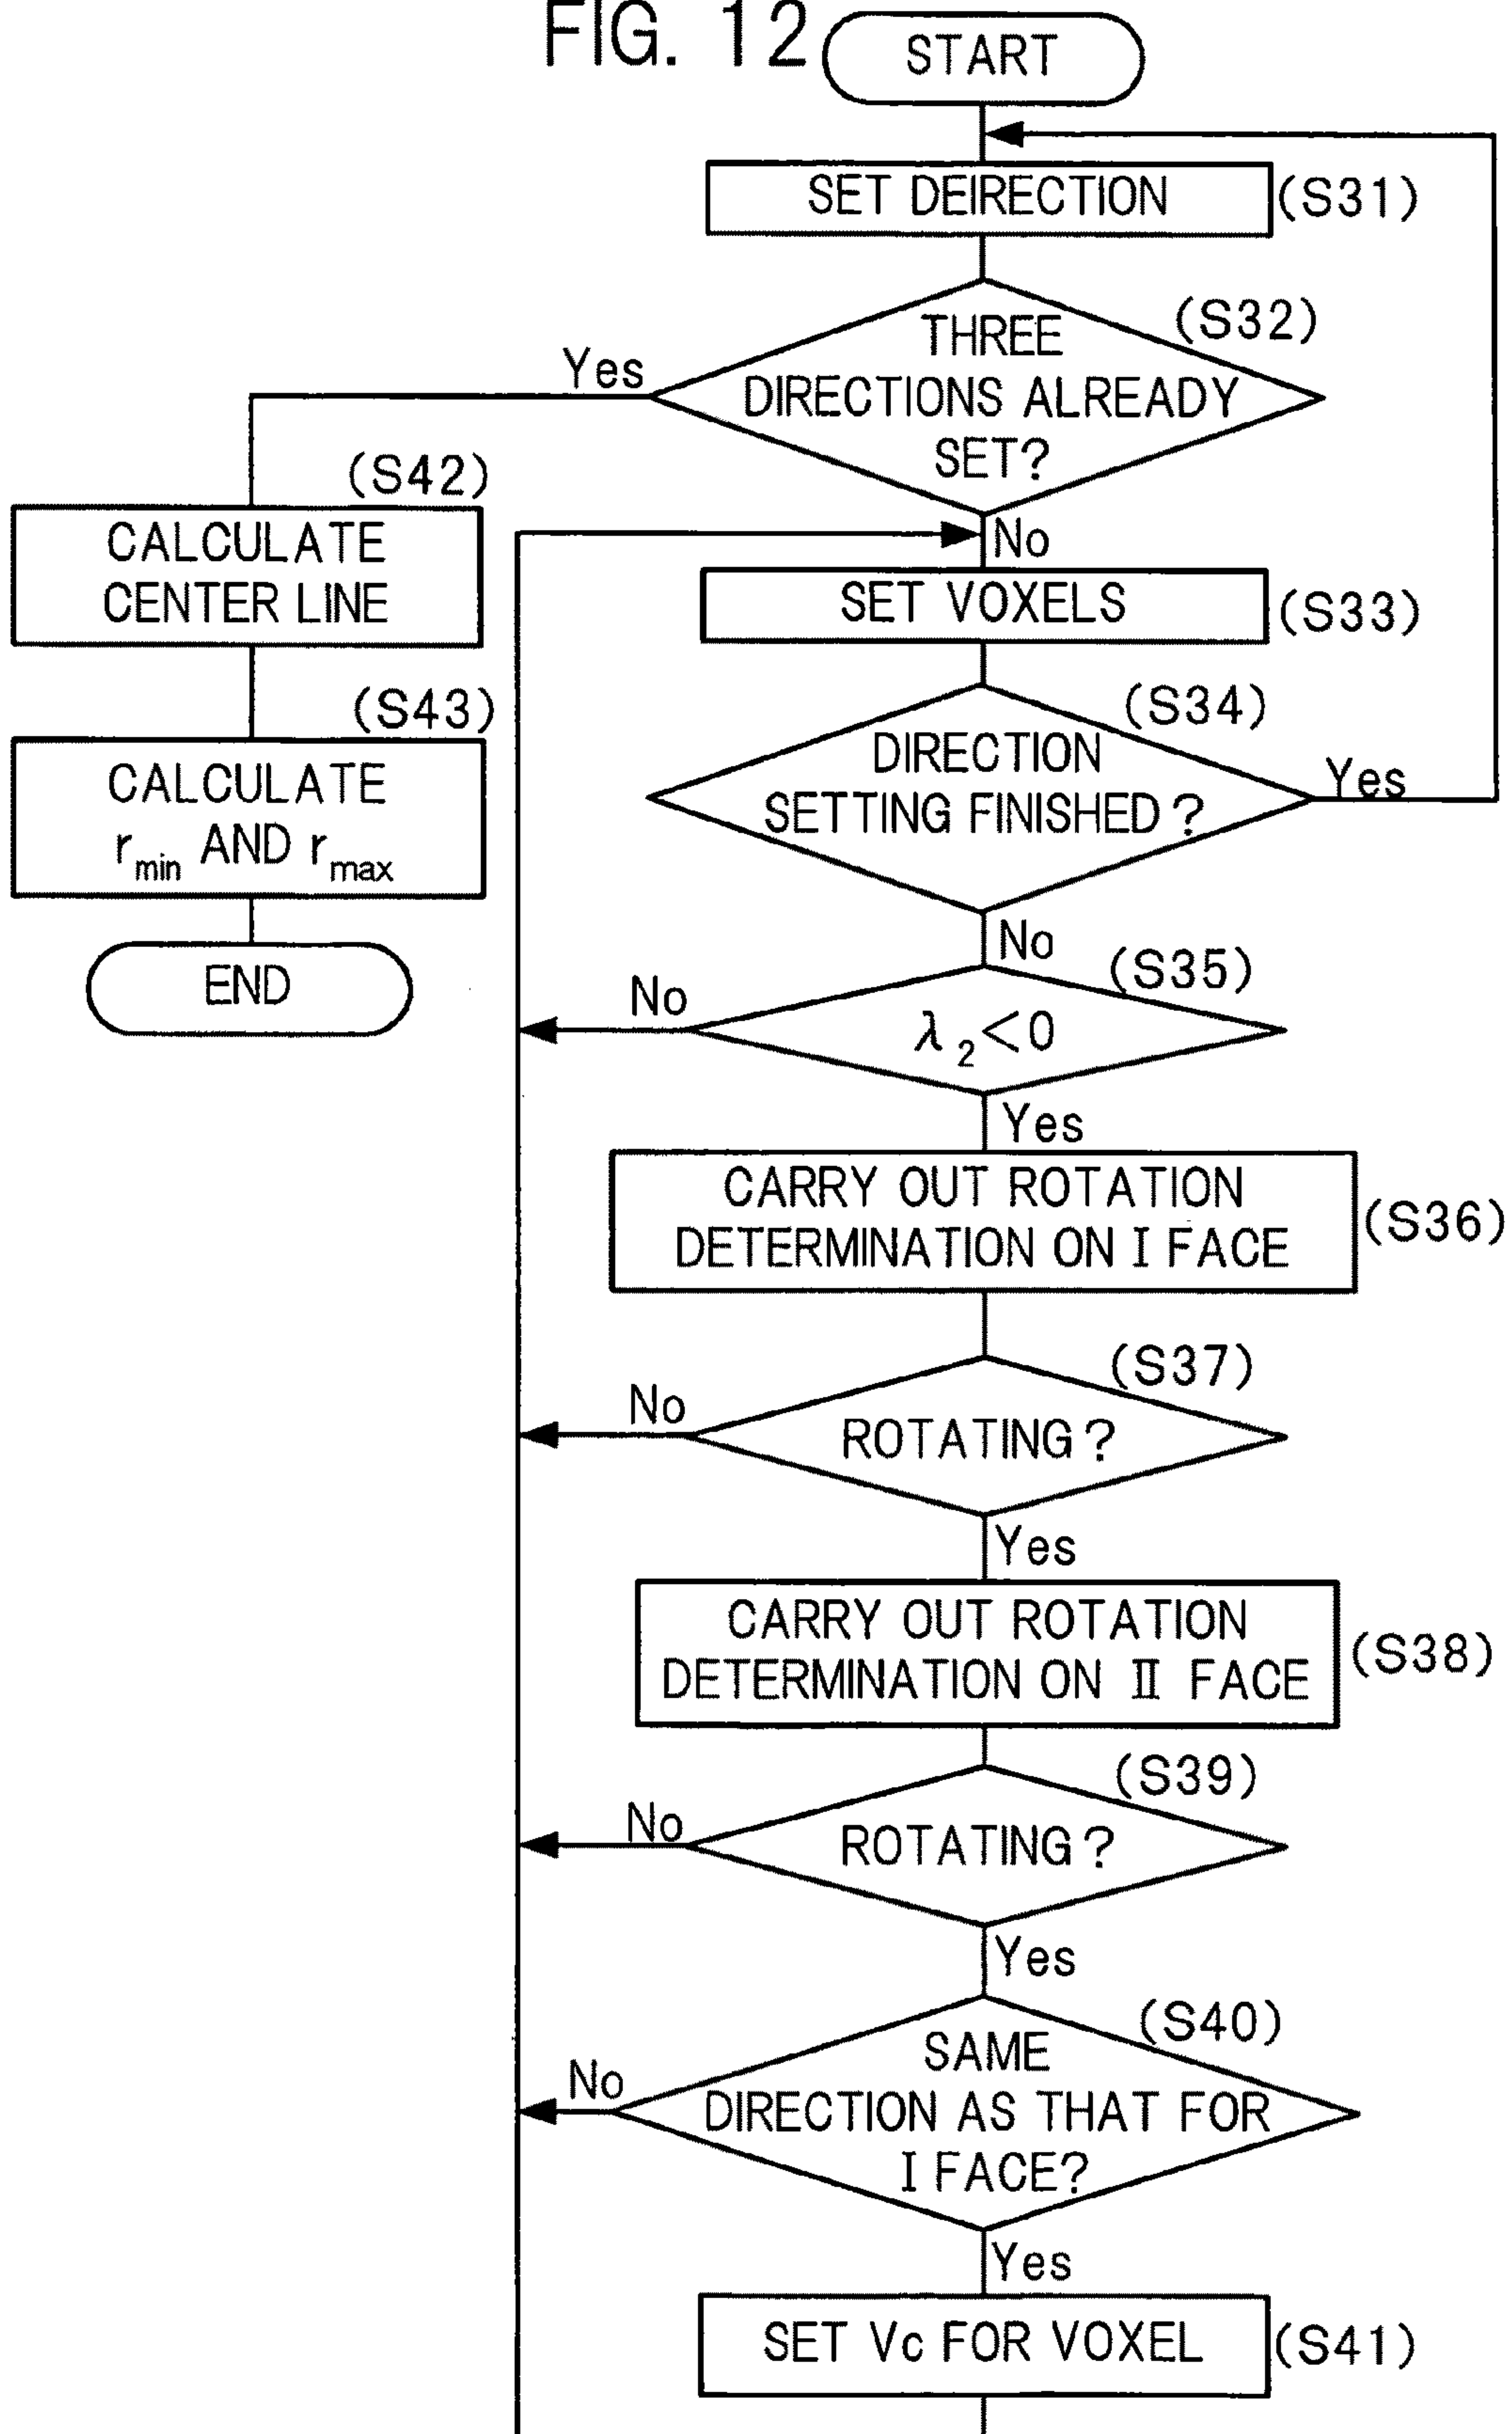 FIG. 12
START
SET DEIRECTION
(S31)
THREE
DIRECTIONS ALREADY
SET?
(S32)
Yes
No
(S42)
CALCULATE
CENTER LINE
(S43)
CALCULATE
rmin AND rmax
END
SET VOXELS
(S33)
DIRECTION
SETTING FINISHED?
(S34)
Yes
No
(S35)
λ2<0
No
Yes
CARRY OUT ROTATION
DETERMINATION ON I FACE
(S36)
(S37)
ROTATING?
No
Yes
CARRY OUT ROTATION
DETERMINATION ON II FACE
(S38)
(S39)
ROTATING?
No
Yes
(S40)
SAME
DIRECTION AS THAT FOR
I FACE?
No
Yes
SET Vc FOR VOXEL
(S41)